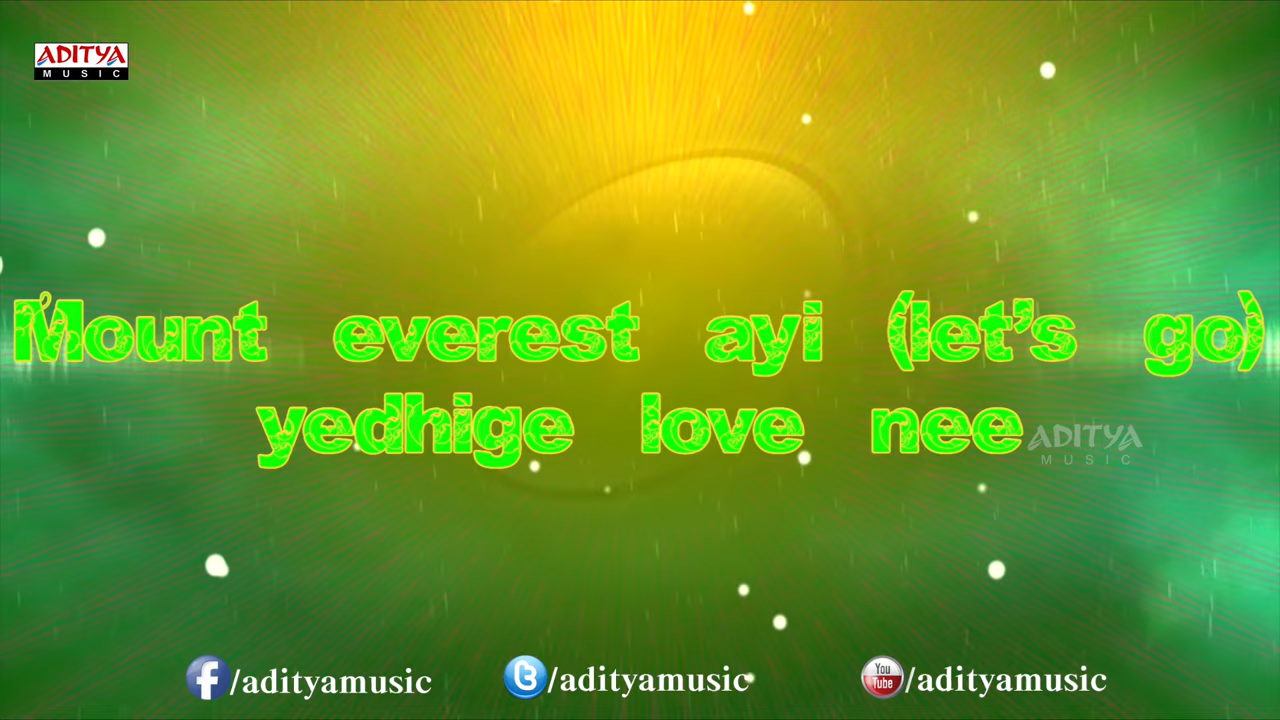 ADITYA
MUSIC
Mount everest ayi (let's go)
yedhige love nee
ADITYA
MUSIC
f/adityamusic
t/adityamusic
You Tube/adityamusic